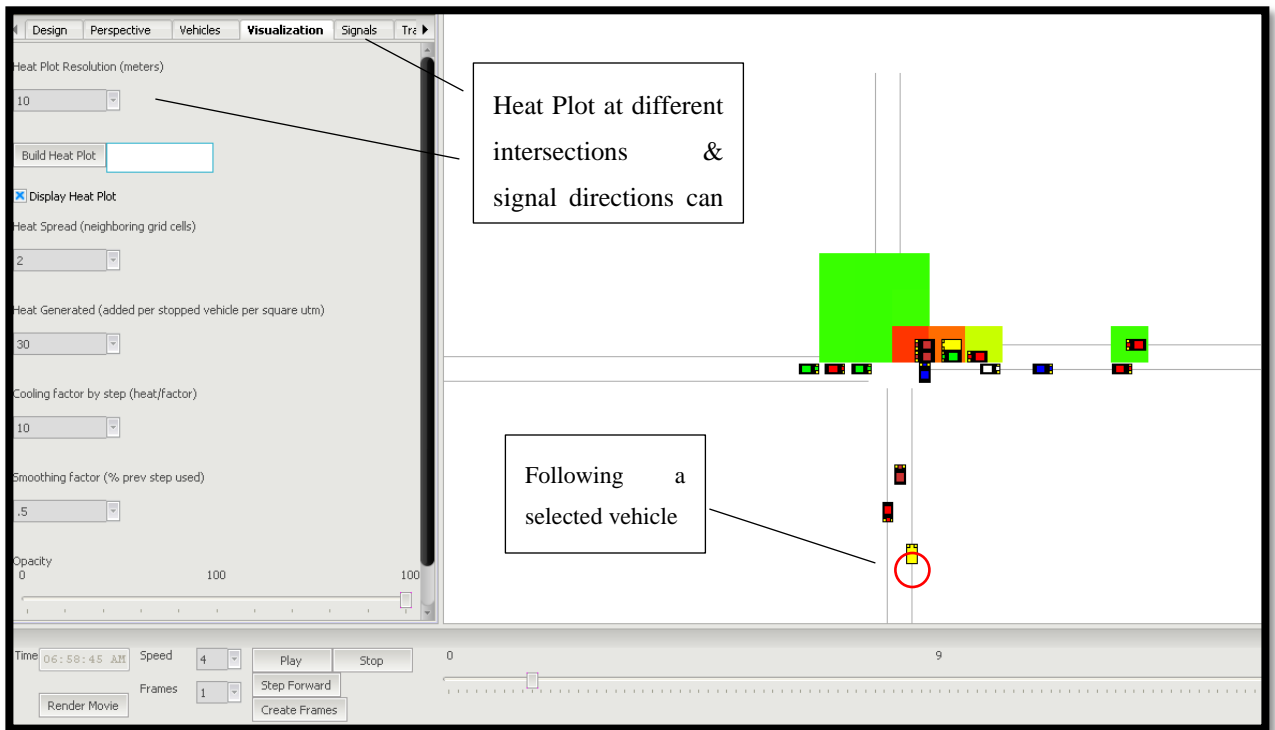 Design Perspective Vehicles Visualization Signals Tra
Heat Plot Resolution (meters)
10
Build Heat Plot
Display Heat Plot
Heat Spread (neighboring grid cells)
2
Heat Generated (added per stopped vehicle per square utm)
30
Cooling factor by step (heat/factor)
10
Smoothing factor (% prev step used)
.5
Opacity
0 100 100
Heat Plot at different
intersections &
signal directions can
Following a
selected vehicle
Time 06:58:45 AM Speed 4 Play Stop 0 9
Frames 1 Step Forward
Render Movie Create Frames